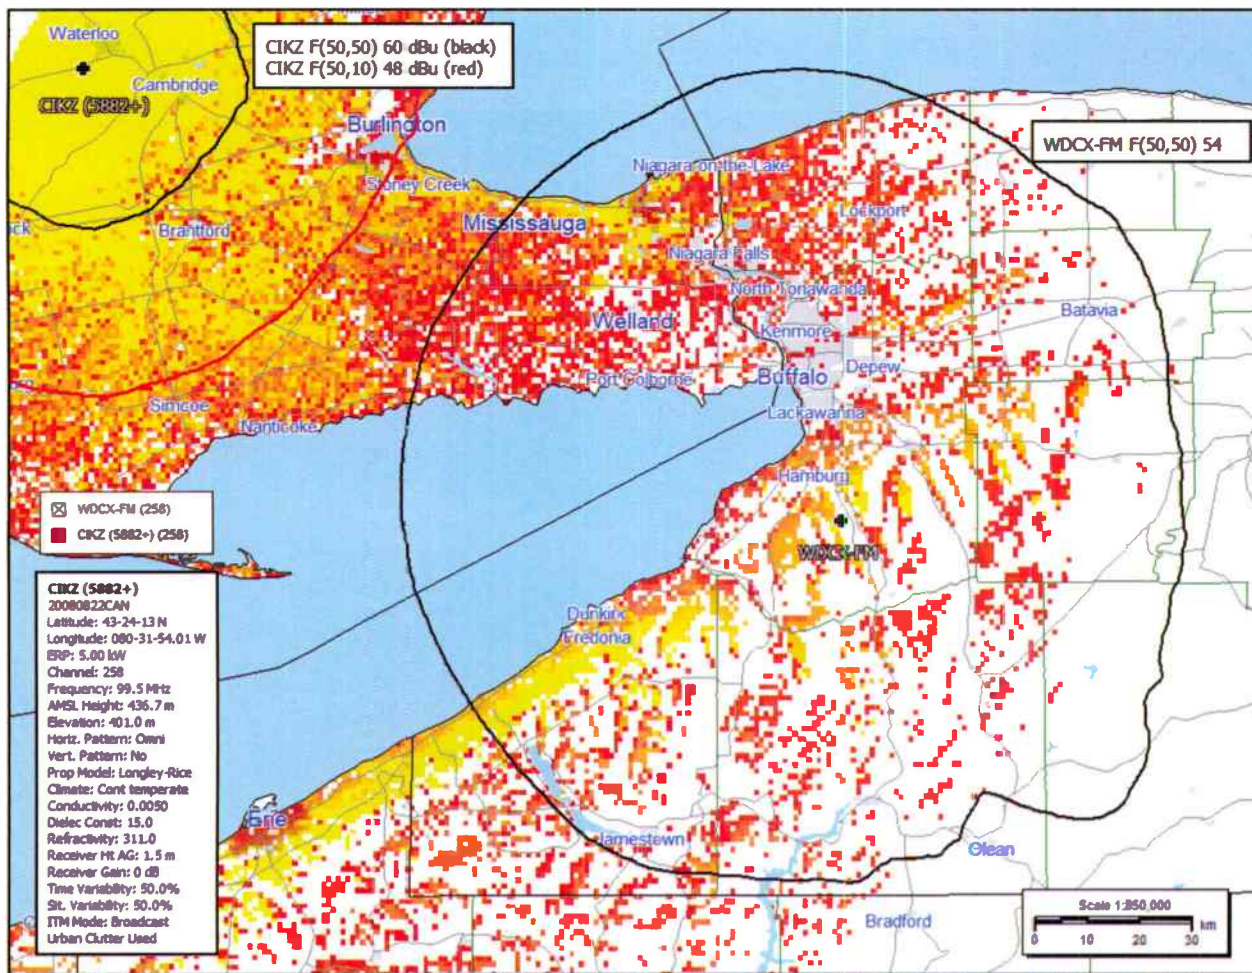 Waterloo
CIKZ F(50,50) 60 dBu (black)
CIKZ F(50,10) 48 dBu (red)
Cambridge
CIKZ (5882+)
Burlington
WDCX-FM F(50,50) 54
Niagara-on-the-Lake
Stoney Creek
Lockport
Mississauga
Brantford
Niagara Falls
North Tonawanda
Batavia
Welland
Kenmore
Depew
Buffalo
Port Colborne
Simcoe
Lackawanna
Nanticoke
Hamburg
WDCX-FM (258)
CIKZ (5882+) (258)
WDCX-FM
CIKZ (5882+)
20080822CAN
Latitude: 43-24-13 N
Longitude: 080-31-54.01 W
ERP: 5.00 kW
Channel: 258
Frequency: 99.5 MHz
AMSL Height: 436.7 m
Elevation: 401.0 m
Horiz. Pattern: Omni
Vert. Pattern: No
Prop Model: Longley-Rice
Climate: Cont temperate
Conductivity: 0.0050
Dielec Const: 15.0
Refractivity: 311.0
Receiver Ht AG: 1.5 m
Receiver Gain: 0 dB
Time Variability: 50.0%
Sit. Variability: 50.0%
ITM Mode: Broadcast
Urban Clutter Used
Dunkirk
Fredonia
Erie
Jamestown
Olean
Bradford
Scale 1:850,000
0 10 20 30 km